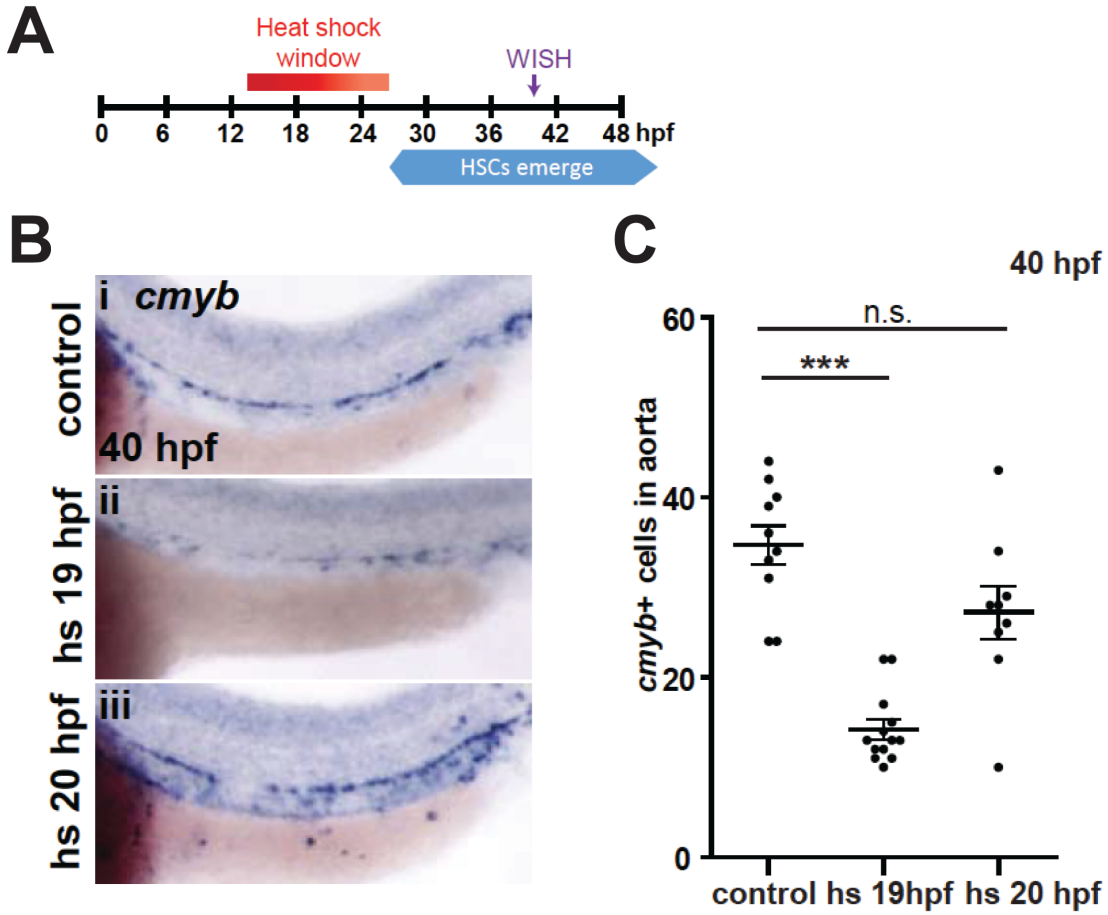 A
Heat shock
window
WISH
0 6 12 18 24 30 36 42 48 hpf
HSCs emerge
B
control
i cmyb
40 hpf
hs 19 hpf
ii
hs 20 hpf
iii
C
40 hpf
n.s.
***
cmyb+ cells in aorta
60
40
20
0
control hs 19hpf hs 20 hpf